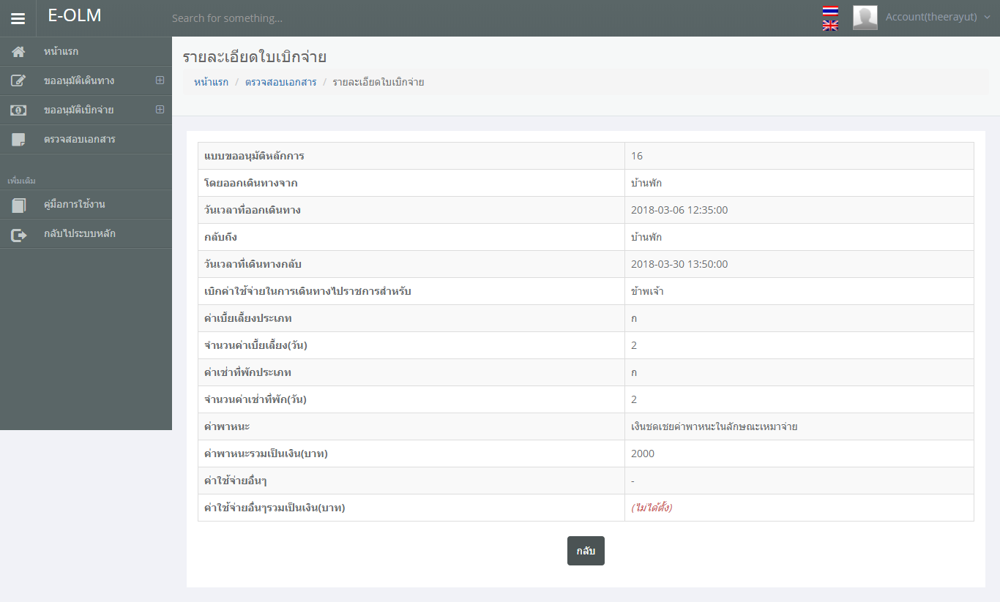 E-OLM
Search for something...
Account(theerayut)
หน้าแรก
ขออนุมัติเดินทาง
ขออนุมัติเบิกจ่าย
ตรวจสอบเอกสาร
เพิ่มเติม
คู่มือการใช้งาน
กลับไประบบหลัก
รายละเอียดใบเบิกจ่าย
หน้าแรก / ตรวจสอบเอกสาร / รายละเอียดใบเบิกจ่าย
แบบขออนุมัติหลักการ 16
โดยออกเดินทางจาก บ้านพัก
วันเวลาที่ออกเดินทาง 2018-03-06 12:35:00
กลับถึง บ้านพัก
วันเวลาที่เดินทางกลับ 2018-03-30 13:50:00
เบิกค่าใช้จ่ายในการเดินทางไปราชการสำหรับ ข้าพเจ้า
ค่าเบี้ยเลี้ยงประเภท ก
จำนวนค่าเบี้ยเลี้ยง(วัน) 2
ค่าเช่าที่พักประเภท ก
จำนวนค่าเช่าที่พัก(วัน) 2
ค่าพาหนะ เงินชดเชยค่าพาหนะในลักษณะเหมาจ่าย
ค่าพาหนะรวมเป็นเงิน(บาท) 2000
ค่าใช้จ่ายอื่นๆ -
ค่าใช้จ่ายอื่นๆรวมเป็นเงิน(บาท) (ไม่ได้ตั้ง)
กลับ